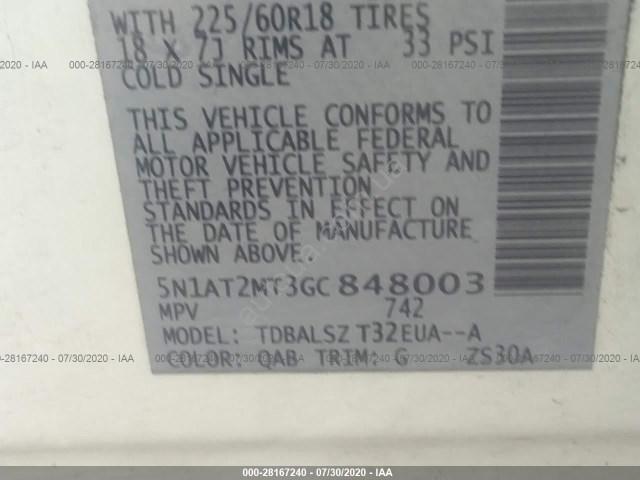 WITH 225/60R18 TIRES
18 X 7J RIMS AT 33 PSI
COLD SINGLE
THIS VEHICLE CONFORMS TO
ALL APPLICABLE FEDERAL
MOTOR VEHICLE SAFETY AND
THEFT PREVENTION
STANDARDS IN EFFECT ON
THE DATE OF MANUFACTURE
SHOWN ABOVE.
5N1AT2MT3GC848003
MPV 742
MODEL: TDBALSZ T32EUA--A
COLOR: QAB TRIM: G ZS30A
000-28167240 - 07/30/2020 - IAA